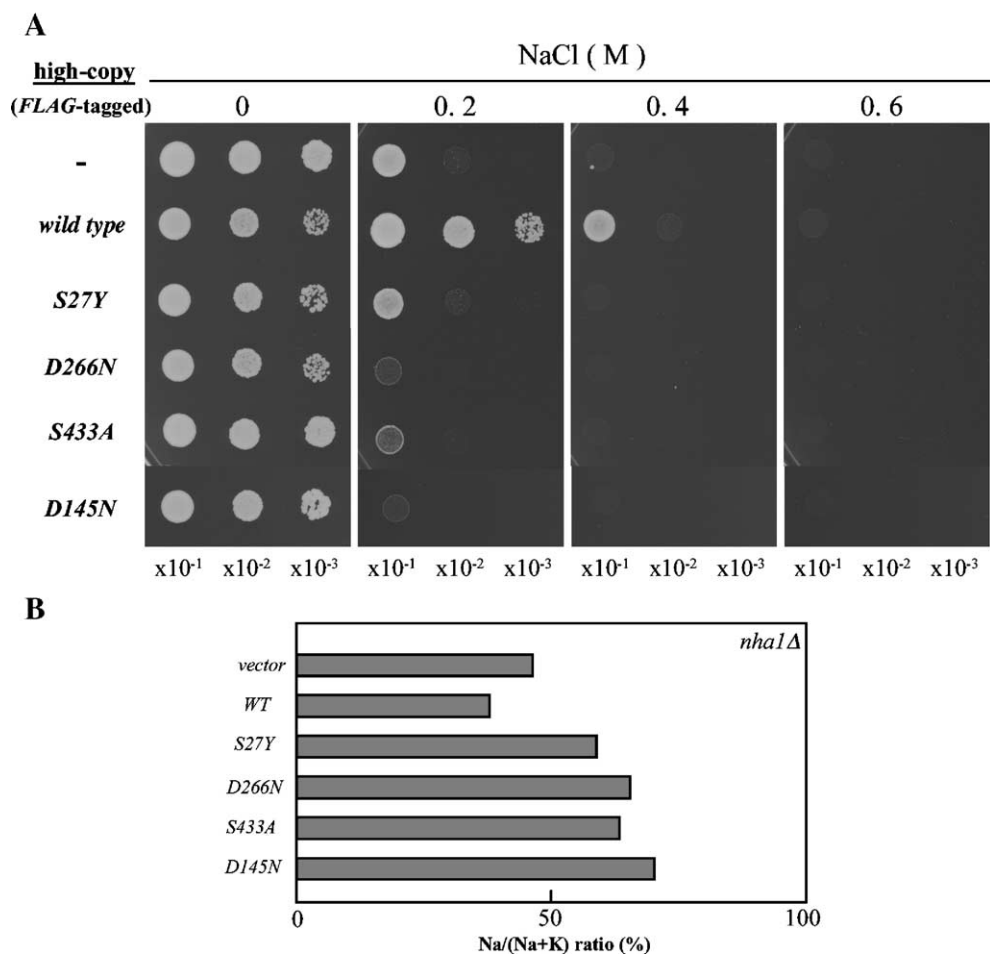 A
NaCl ( M )
high-copy
(FLAG-tagged)
0 0. 2 0. 4 0. 6
-
wild type
S27Y
D266N
S433A
D145N
x10⁻¹ x10⁻² x10⁻³ x10⁻¹ x10⁻² x10⁻³ x10⁻¹ x10⁻² x10⁻³ x10⁻¹ x10⁻² x10⁻³
B
nha1Δ
vector
WT
S27Y
D266N
S433A
D145N
0 50 100
Na/(Na+K) ratio (%)